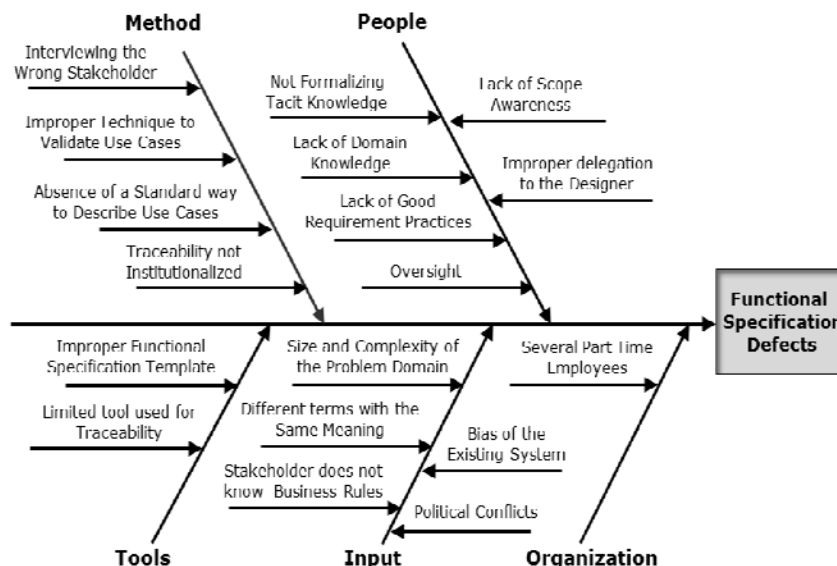 Method
People
Interviewing the
Wrong Stakeholder
Improper Technique to
Validate Use Cases
Absence of a Standard way
to Describe Use Cases
Traceability not
Institutionalized
Not Formalizing
Tacit Knowledge
Lack of Domain
Knowledge
Lack of Good
Requirement Practices
Oversight
Lack of Scope
Awareness
Improper delegation
to the Designer
Functional
Specification
Defects
Improper Functional
Specification Template
Limited tool used for
Traceability
Size and Complexity of
the Problem Domain
Different terms with the
Same Meaning
Stakeholder does not
know Business Rules
Bias of the
Existing System
Political Conflicts
Several Part Time
Employees
Tools
Input
Organization